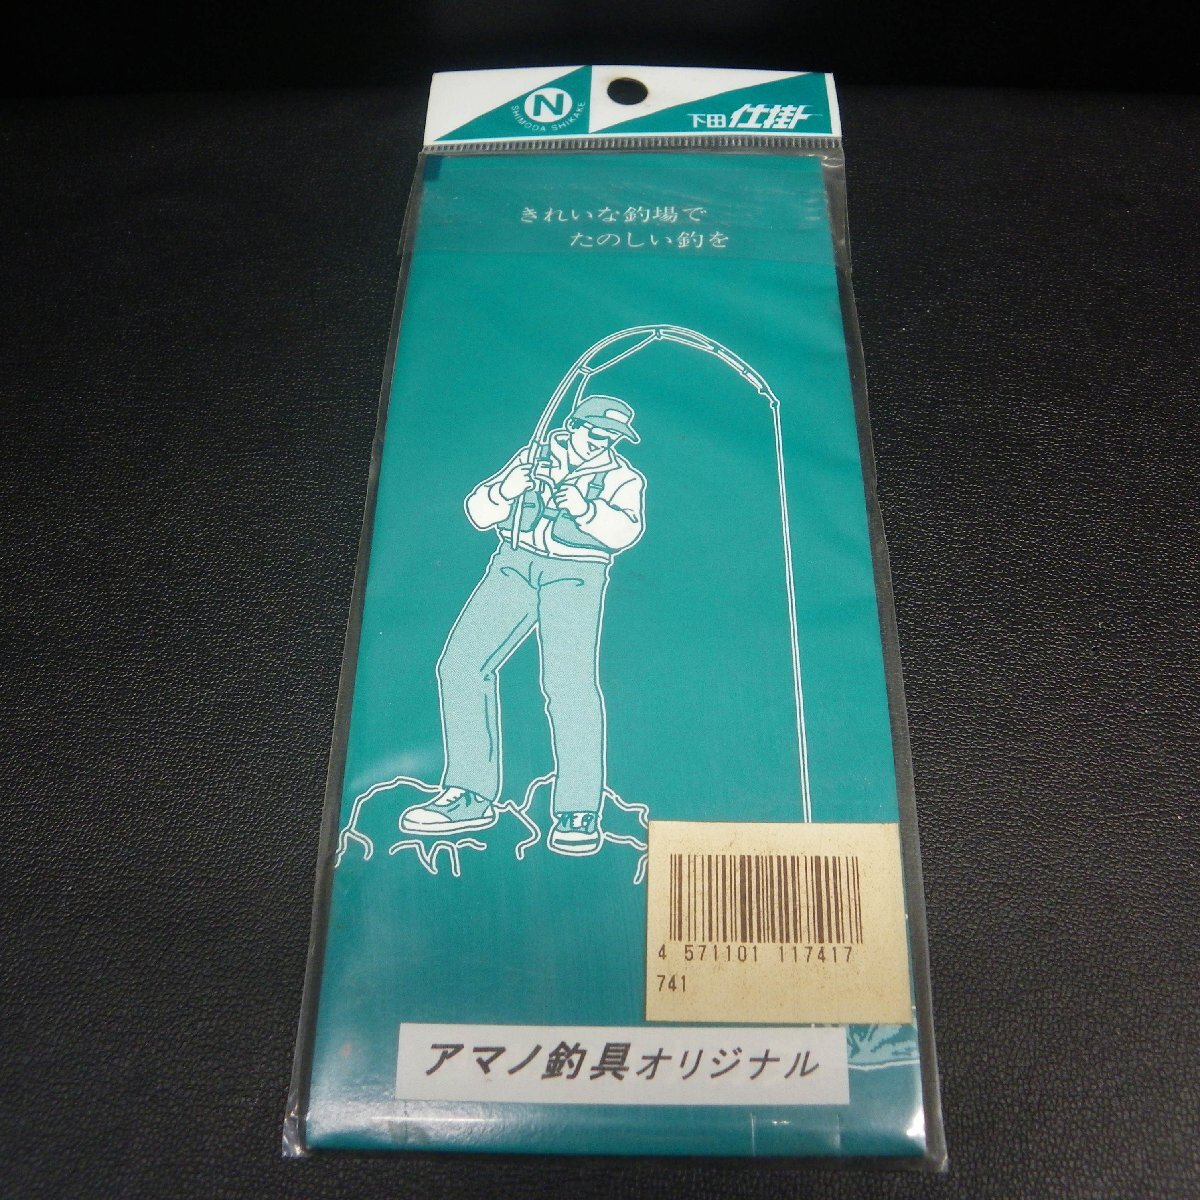 N
SHIMODA SHIKAKE
下田 仕掛
きれいな釣場で
たのしい釣を
4 571101 117417
741
アマノ釣具オリジナル